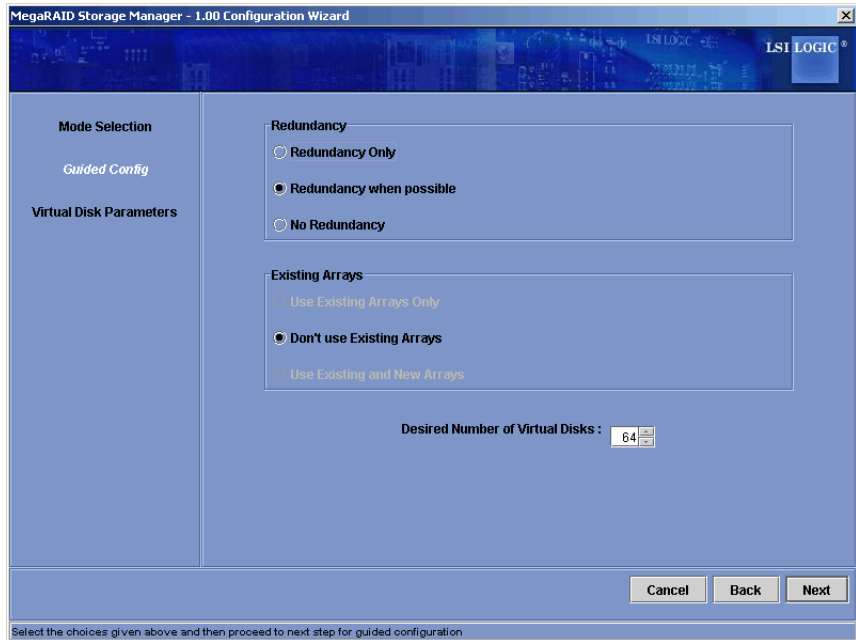 MegaRAID Storage Manager - 1.00 Configuration Wizard
LSI LOGIC
LSI LOGIC ®
Mode Selection
Guided Config
Virtual Disk Parameters
Redundancy
Redundancy Only
Redundancy when possible
No Redundancy
Existing Arrays
Use Existing Arrays Only
Don't use Existing Arrays
Use Existing and New Arrays
Desired Number of Virtual Disks : 64
Cancel Back Next
Select the choices given above and then proceed to next step for guided configuration